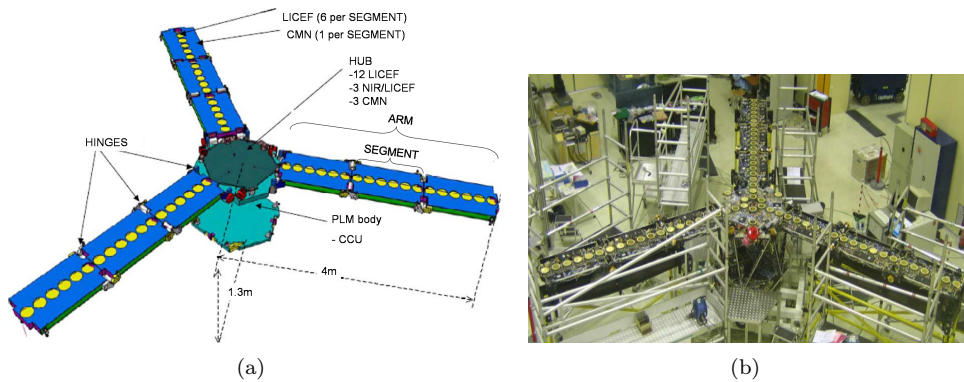 LICEF (6 per SEGMENT)
CMN (1 per SEGMENT)
HUB
-12 LICEF
-3 NIR/LICEF
-3 CMN
ARM
SEGMENT
HINGES
PLM body
- CCU
4m
1.3m
(a)
(b)